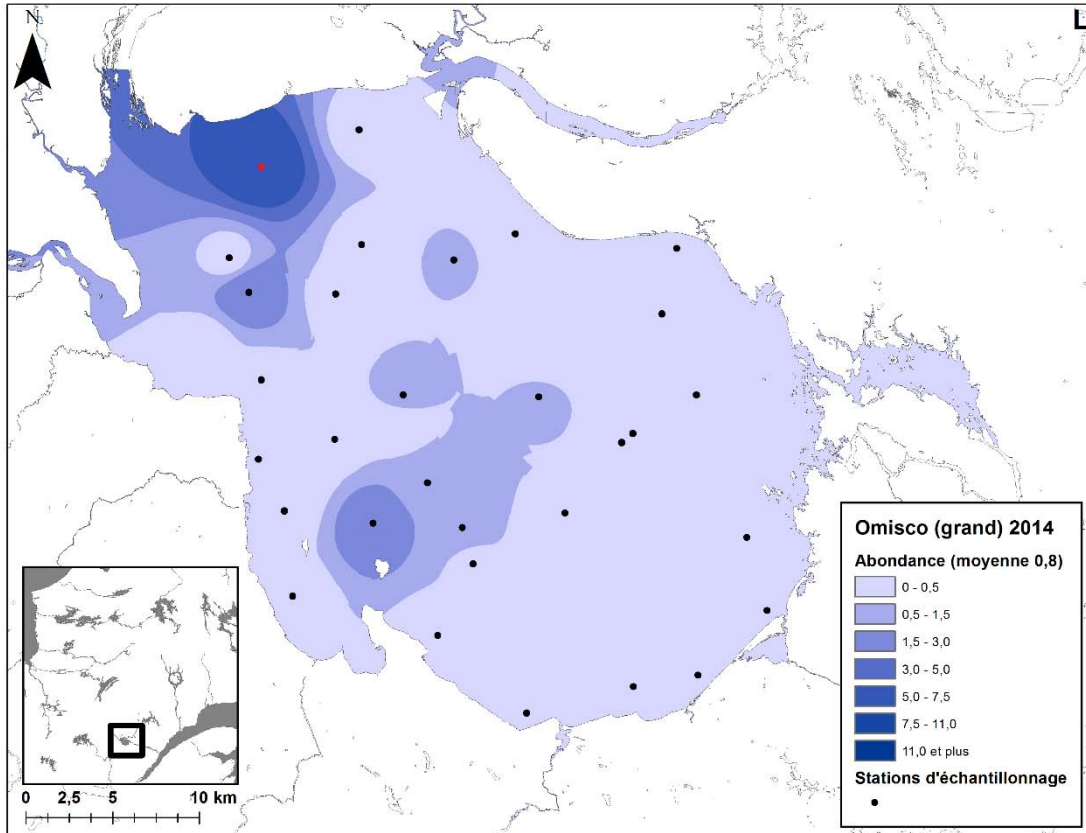 N
Omisco (grand) 2014
Abondance (moyenne 0,8)
0 - 0,5
0,5 - 1,5
1,5 - 3,0
3,0 - 5,0
5,0 - 7,5
7,5 - 11,0
11,0 et plus
Stations d'échantillonnage
0 2,5 5 10 km